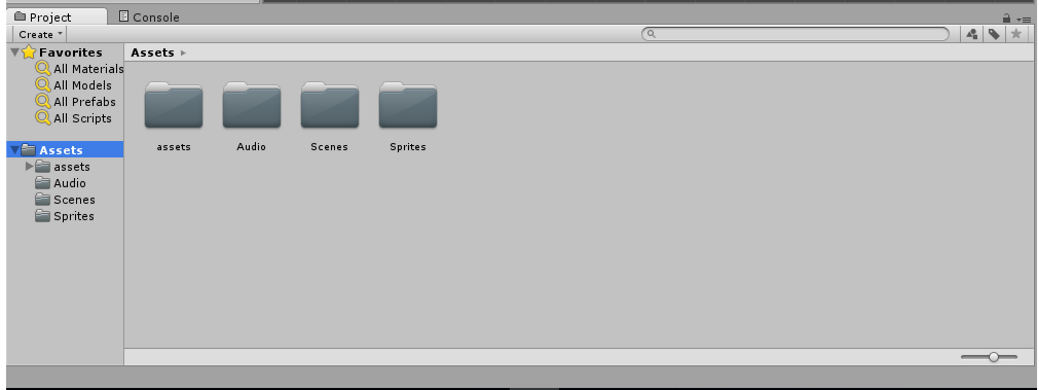 Project
Console
Create
Favorites
All Materials
All Models
All Prefabs
All Scripts
Assets
assets
Audio
Scenes
Sprites
Assets
assets
Audio
Scenes
Sprites